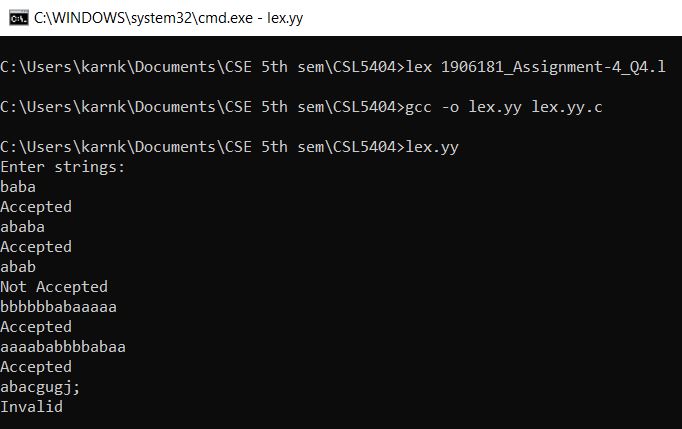 C:\WINDOWS\system32\cmd.exe - lex.yy
C:\Users\karnk\Documents\CSE 5th sem\CSL5404>lex 1906181_Assignment-4_Q4.l
C:\Users\karnk\Documents\CSE 5th sem\CSL5404>gcc -o lex.yy lex.yy.c
C:\Users\karnk\Documents\CSE 5th sem\CSL5404>lex.yy
Enter strings:
baba
Accepted
ababa
Accepted
abab
Not Accepted
bbbbbbabaaaaa
Accepted
aaaababbbbabaa
Accepted
abacgugj;
Invalid